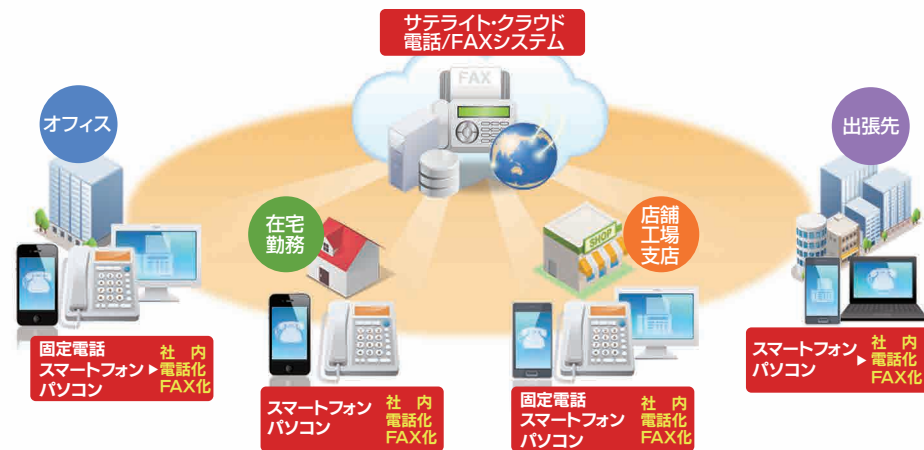 サテライト・クラウド
電話/FAXシステム
FAX
オフィス
出張先
在宅
勤務
SHOP
店舗
工場
支店
固定電話
スマートフォン
パソコン
▶
社 内
電話化
FAX化
スマートフォン
パソコン
社 内
電話化
FAX化
固定電話
スマートフォン
パソコン
社 内
電話化
FAX化
スマートフォン
パソコン
▶
社 内
電話化
FAX化